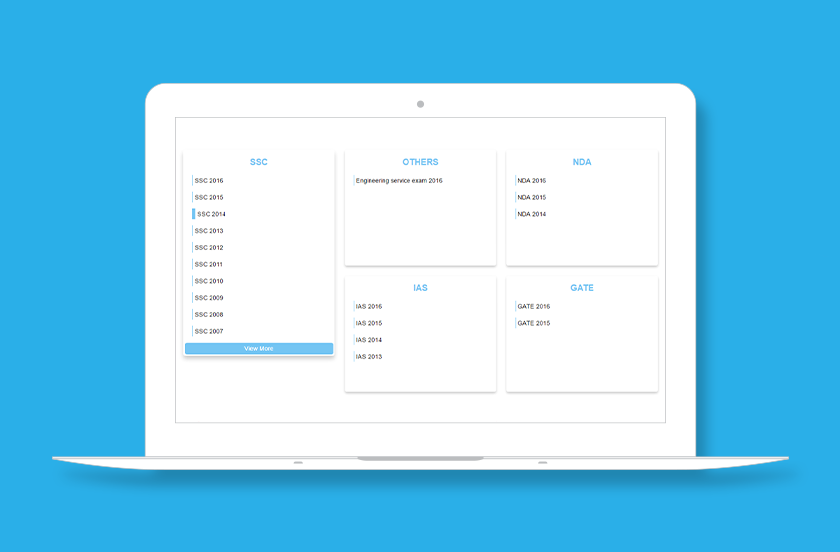 SSC
SSC 2016
SSC 2015
SSC 2014
SSC 2013
SSC 2012
SSC 2011
SSC 2010
SSC 2009
SSC 2008
SSC 2007
View More
OTHERS
Engineering service exam 2016
NDA
NDA 2016
NDA 2015
NDA 2014
IAS
IAS 2016
IAS 2015
IAS 2014
IAS 2013
GATE
GATE 2016
GATE 2015